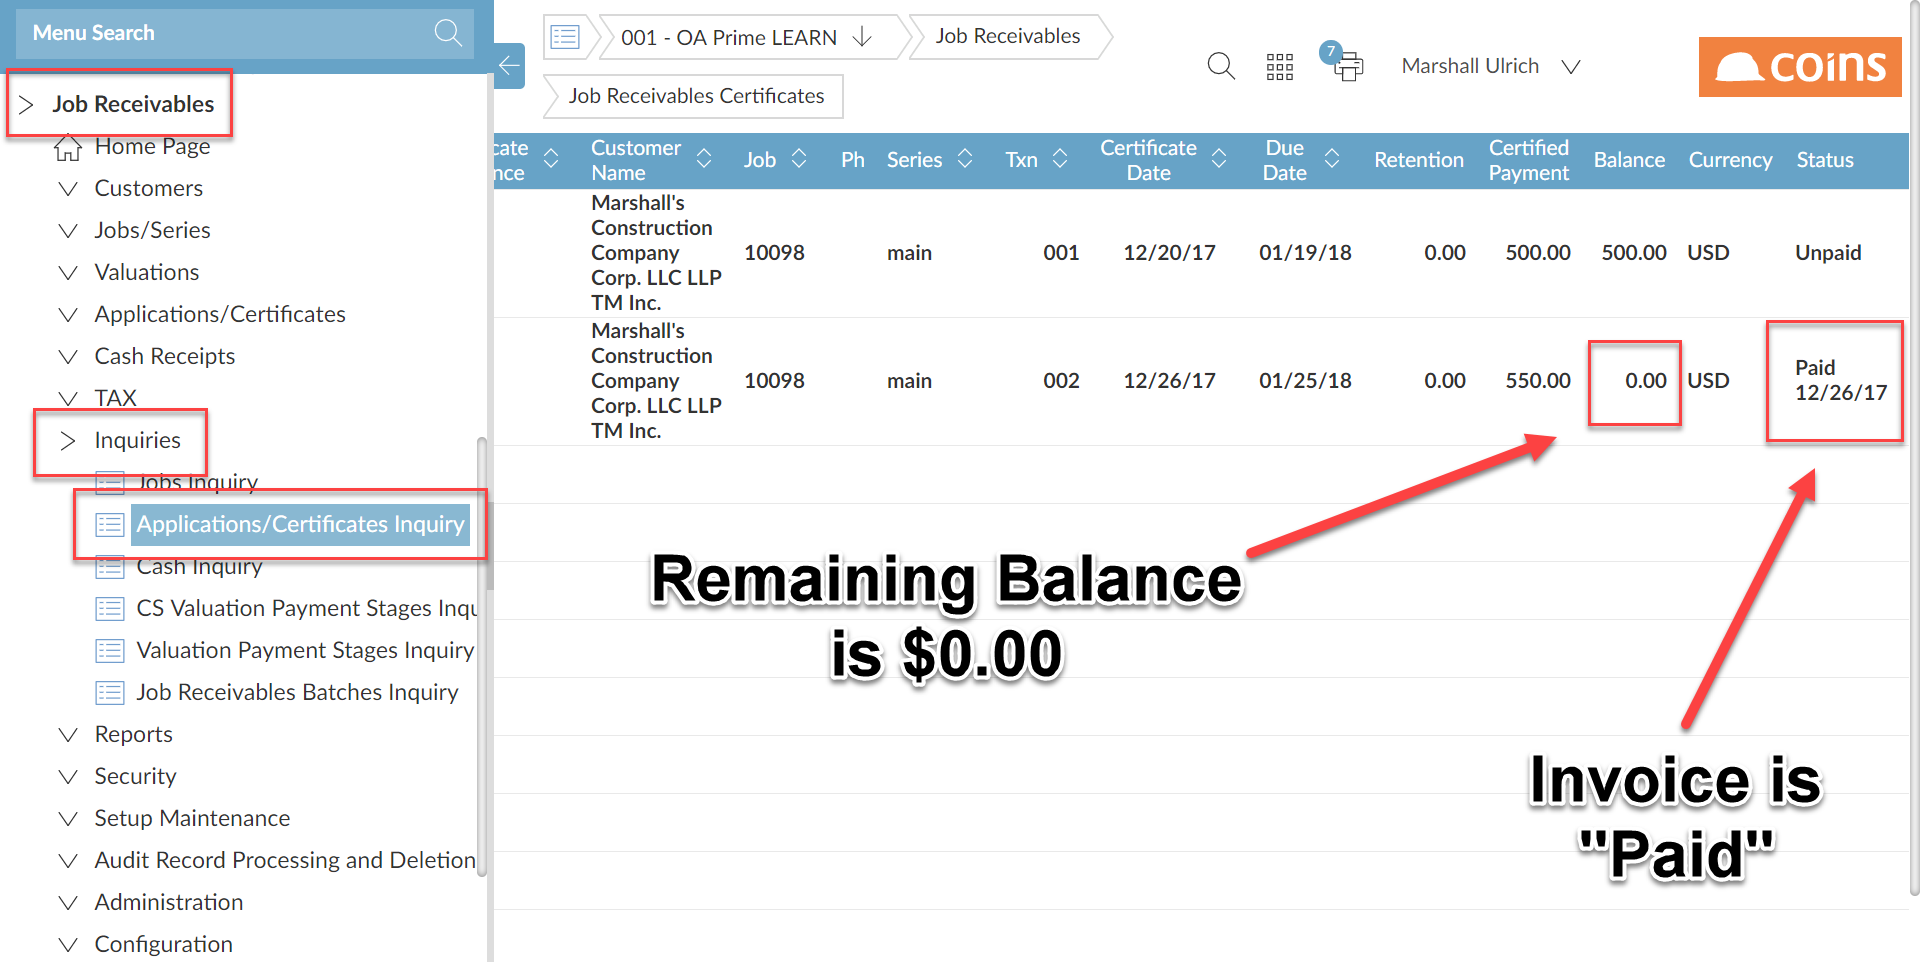 Menu Search
Job Receivables
Home Page
Customers
Jobs/Series
Valuations
Applications/Certificates
Cash Receipts
TAX
Inquiries
Jobs Inquiry
Applications/Certificates Inquiry
Cash Inquiry
CS Valuation Payment Stages Inqu
Valuation Payment Stages Inquiry
Job Receivables Batches Inquiry
Reports
Security
Setup Maintenance
Audit Record Processing and Deletion
Administration
Configuration
001 - OA Prime LEARN
Job Receivables
Job Receivables Certificates
7
Marshall Ulrich
coins
cate
nce
Customer
Name
Job
Ph
Series
Txn
Certificate
Date
Due
Date
Retention
Certified
Payment
Balance
Currency
Status
Marshall's
Construction
Company
Corp. LLC LLP
TM Inc.
10098
main
001
12/20/17
01/19/18
0.00
500.00
500.00
USD
Unpaid
Marshall's
Construction
Company
Corp. LLC LLP
TM Inc.
10098
main
002
12/26/17
01/25/18
0.00
550.00
0.00
USD
Paid
12/26/17
Remaining Balance
is $0.00
Invoice is
"Paid"